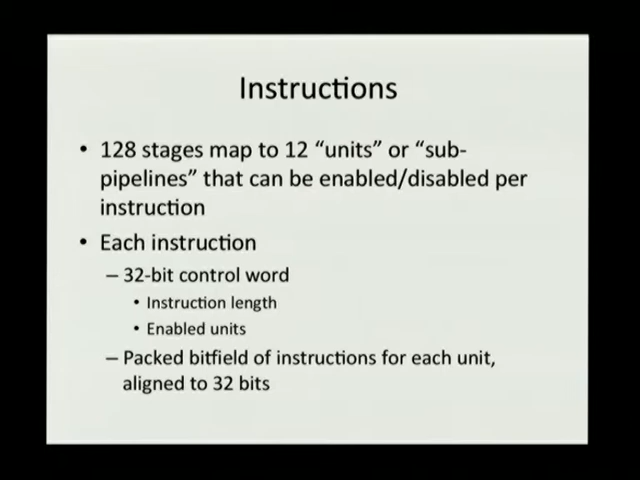 Instructions
• 128 stages map to 12 “units” or “sub-
pipelines” that can be enabled/disabled per
instruction
• Each instruction
– 32-bit control word
• Instruction length
• Enabled units
– Packed bitfield of instructions for each unit,
aligned to 32 bits